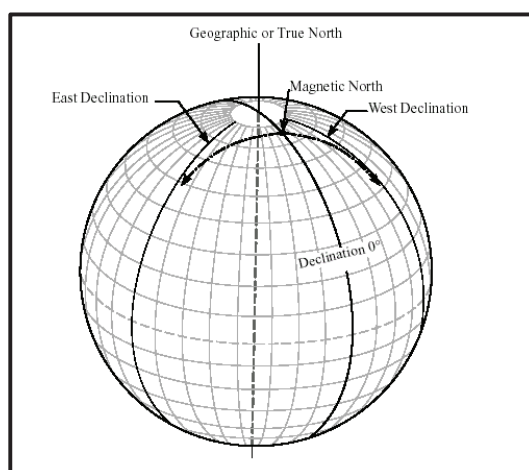 Geographic or True North
Magnetic North
East Declination
West Declination
Declination 0°